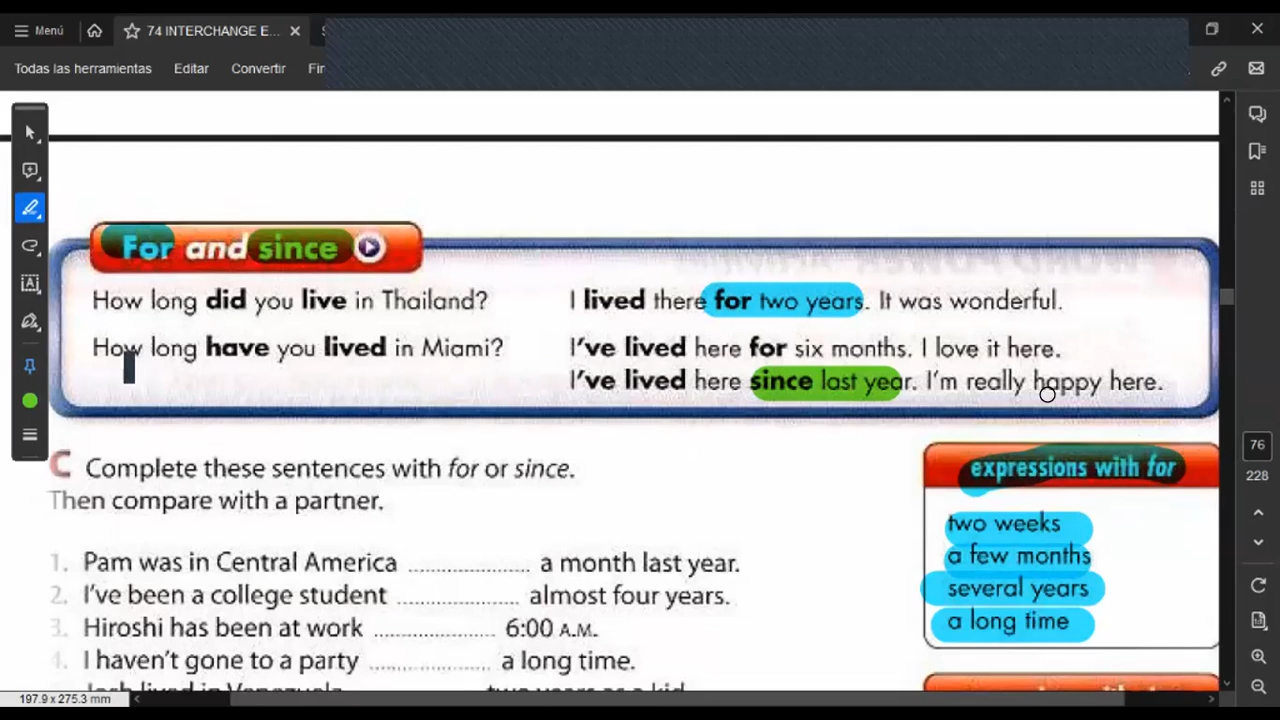 Menú
74 INTERCHANGE E...
Todas las herramientas Editar Convertir
For and since
How long did you live in Thailand? I lived there for two years. It was wonderful.
How long have you lived in Miami? I've lived here for six months. I love it here.
I've lived here since last year. I'm really happy here.
C Complete these sentences with for or since.
Then compare with a partner.
expressions with for
two weeks
a few months
several years
a long time
1. Pam was in Central America ..................... a month last year.
2. I've been a college student ..................... almost four years.
3. Hiroshi has been at work ..................... 6:00 A.M.
4. I haven't gone to a party ..................... a long time.
76
228
197.9 x 275.3 mm